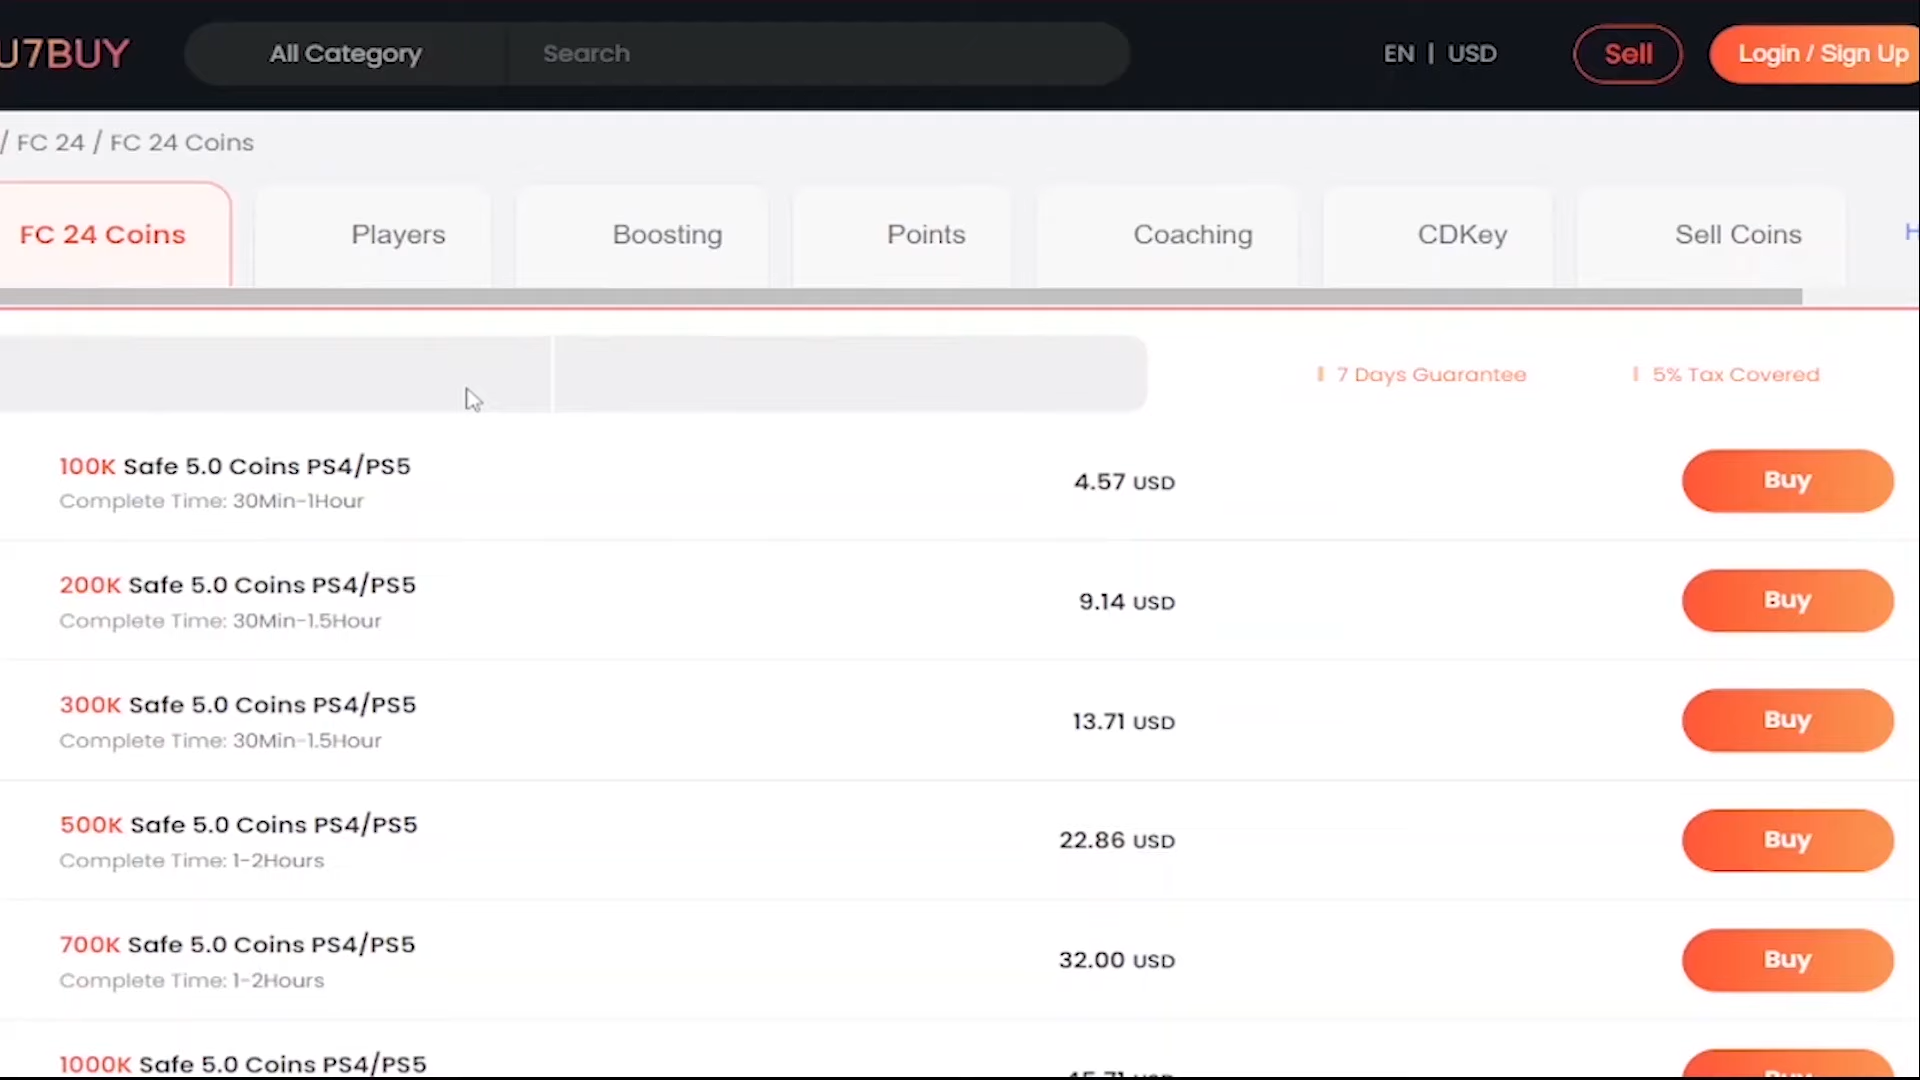 U7BUY
All Category
Search
EN | USD
Sell
Login / Sign Up
/ FC 24 / FC 24 Coins
FC 24 Coins
Players
Boosting
Points
Coaching
CDKey
Sell Coins
7 Days Guarantee
5% Tax Covered
100K Safe 5.0 Coins PS4/PS5
Complete Time: 30Min-1Hour
4.57 USD
Buy
200K Safe 5.0 Coins PS4/PS5
Complete Time: 30Min-1.5Hour
9.14 USD
Buy
300K Safe 5.0 Coins PS4/PS5
Complete Time: 30Min-1.5Hour
13.71 USD
Buy
500K Safe 5.0 Coins PS4/PS5
Complete Time: 1-2Hours
22.86 USD
Buy
700K Safe 5.0 Coins PS4/PS5
Complete Time: 1-2Hours
32.00 USD
Buy
1000K Safe 5.0 Coins PS4/PS5